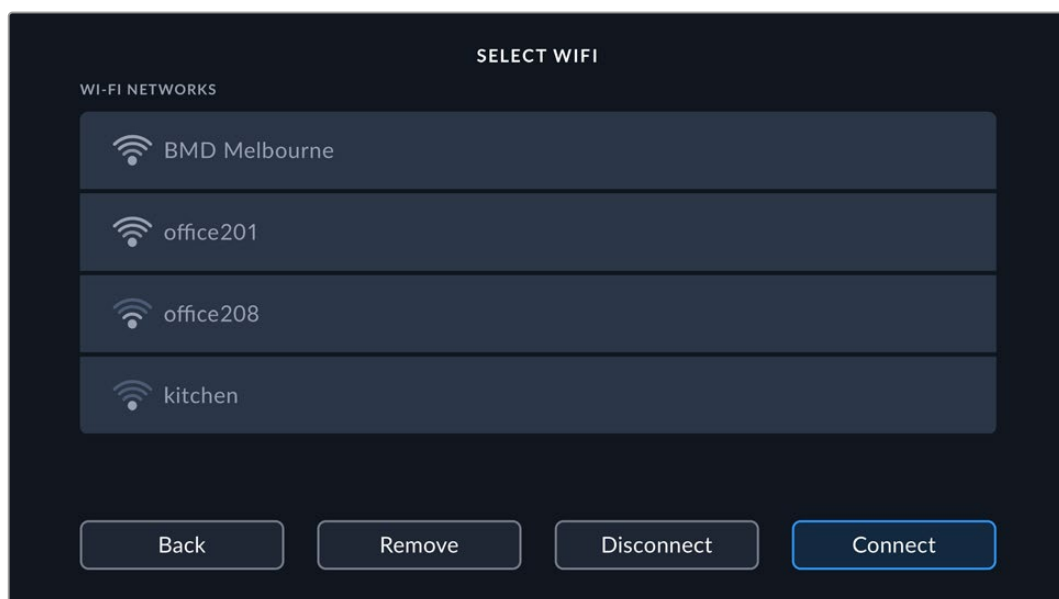 SELECT WIFI
WI-FI NETWORKS
BMD Melbourne
office201
office208
kitchen
Back Remove Disconnect Connect